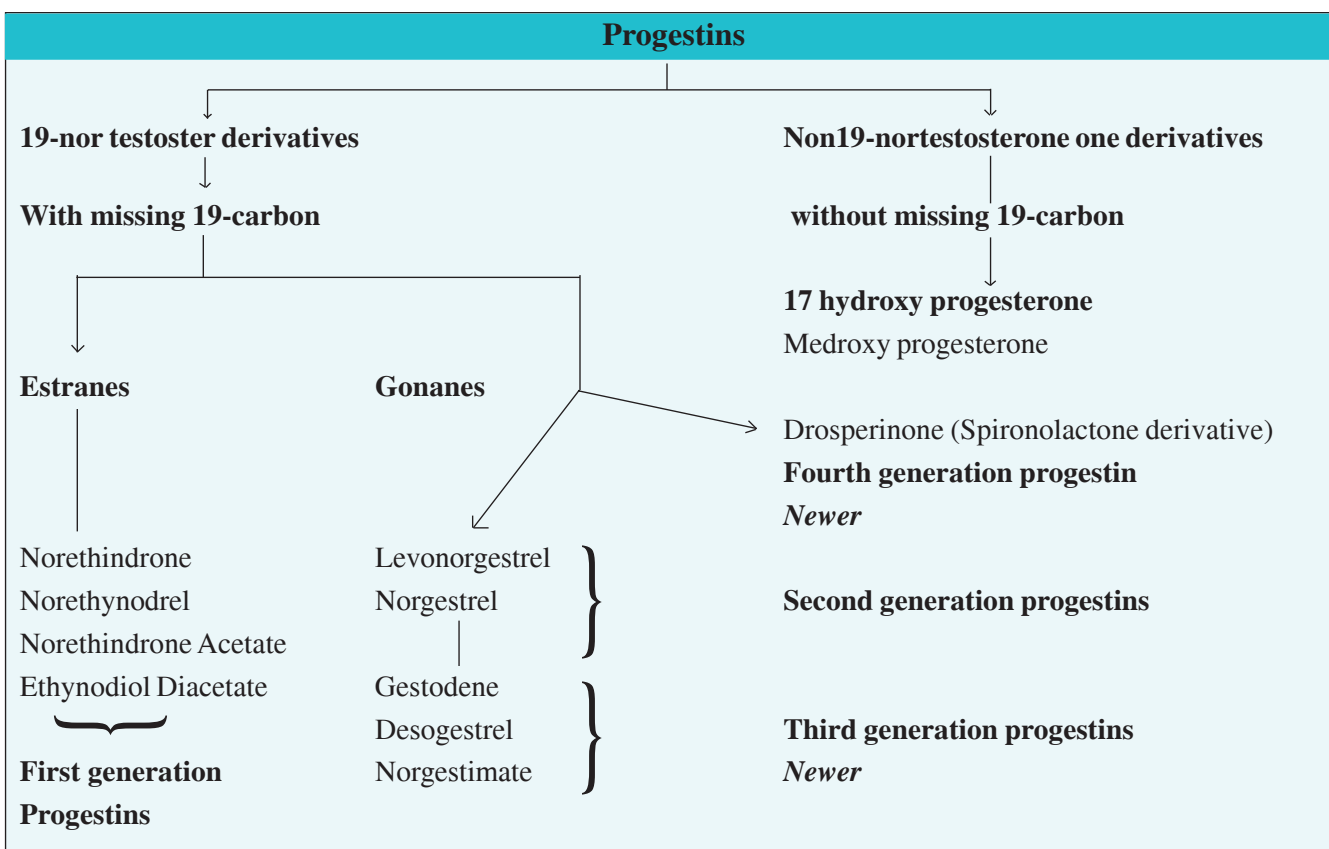 Progestins
19-nor testoster derivatives
Non19-nortestosterone one derivatives
With missing 19-carbon
without missing 19-carbon
17 hydroxy progesterone
Medroxy progesterone
Estranes
Gonanes
Drosperinone (Spironolactone derivative)
Fourth generation progestin
Newer
Norethindrone
Norethynodrel
Norethindrone Acetate
Ethynodiol Diacetate
First generation
Progestins
Levonorgestrel
Norgestrel
Second generation progestins
Gestodene
Desogestrel
Norgestimate
Third generation progestins
Newer